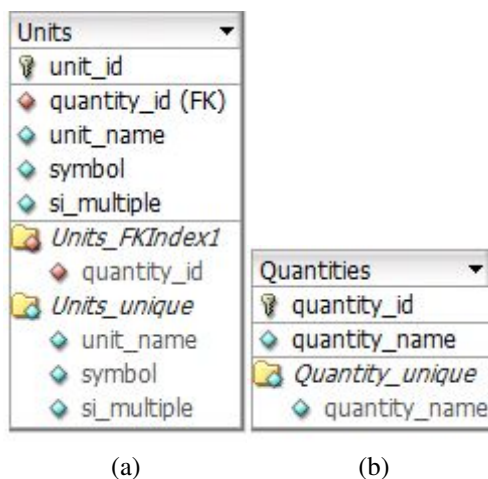 Units
unit_id
quantity_id (FK)
unit_name
symbol
si_multiple
Units_FKIndex1
quantity_id
Units_unique
unit_name
symbol
si_multiple
Quantities
quantity_id
quantity_name
Quantity_unique
quantity_name
(a)
(b)